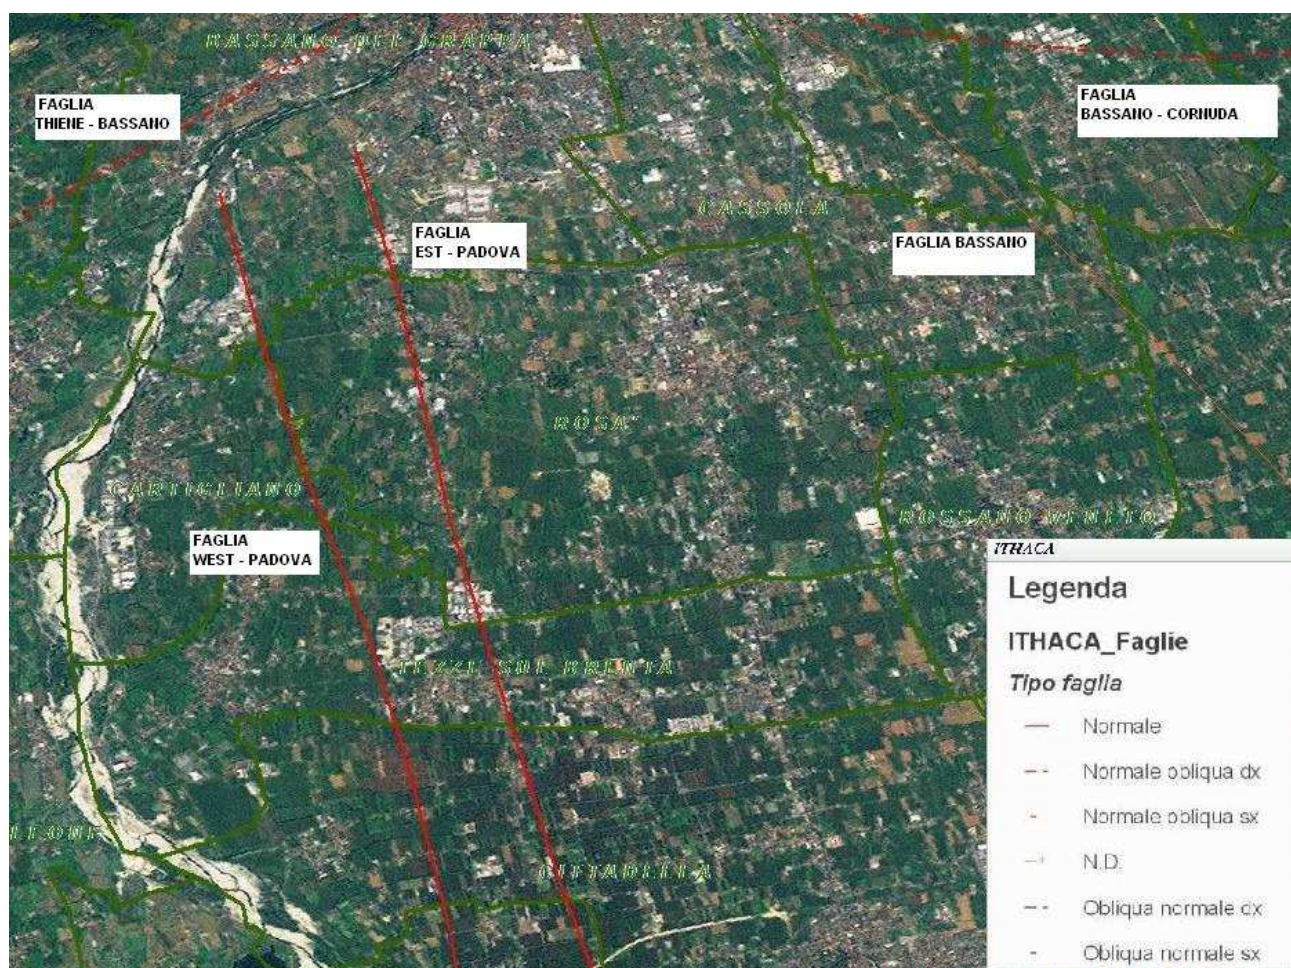 BASSANO DEL GRAPPA
FAGLIA
THIENE - BASSANO
FAGLIA
BASSANO - CORNUDA
CASSOLA
FAGLIA
EST - PADOVA
FAGLIA BASSANO
ROSA'
CARTIGLIANO
ROSSANO VENETO
FAGLIA
WEST - PADOVA
TEZZE SUL BRENTA
CITTADELLA
ITHACA
Legenda
ITHACA_Faglie
Tipo faglia
Normale
Normale obliqua dx
Normale obliqua sx
N.D.
Obliqua normale dx
Obliqua normale sx